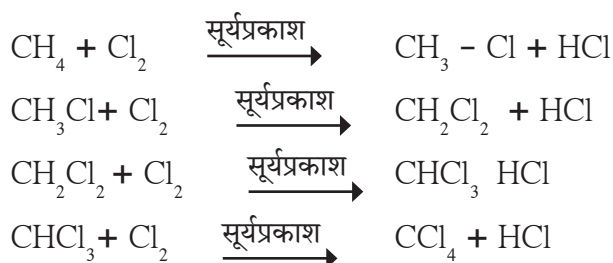 CH₄ + Cl₂ सूर्यप्रकाश → CH₃ – Cl + HCl
CH₃Cl + Cl₂ सूर्यप्रकाश → CH₂Cl₂ + HCl
CH₂Cl₂ + Cl₂ सूर्यप्रकाश → CHCl₃ HCl
CHCl₃ + Cl₂ सूर्यप्रकाश → CCl₄ + HCl